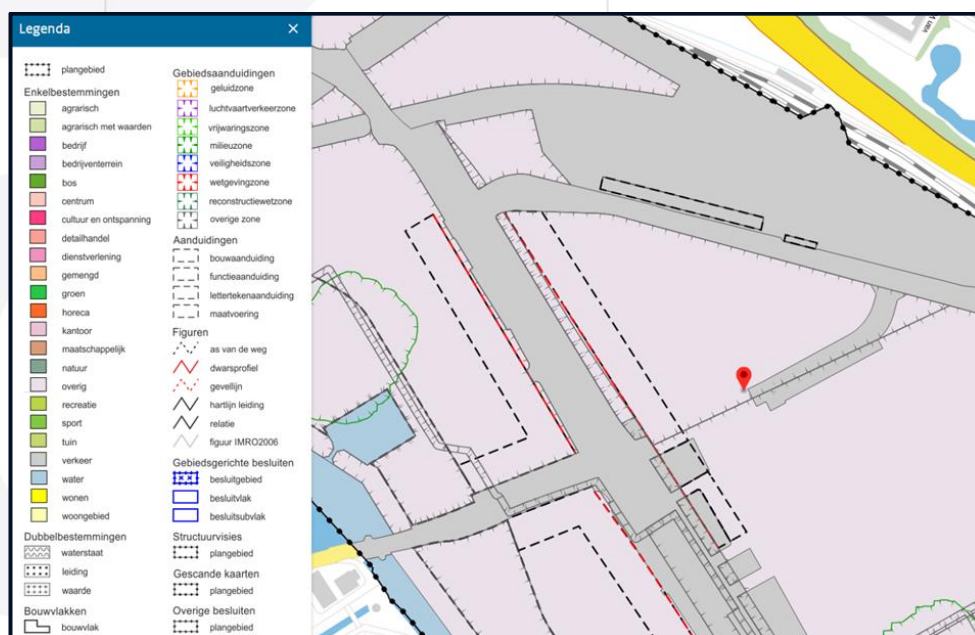 Legenda
plangebied
Enkelbestemmingen
agrarisch
agrarisch met waarden
bedrijf
bedrijventerrein
bos
centrum
cultuur en ontspanning
detailhandel
dienstverlening
gemengd
groen
horeca
kantoor
maatschappelijk
natuur
overig
recreatie
sport
tuin
verkeer
water
wonen
woongebied
Dubbelbestemmingen
waterstaat
leiding
waarde
Bouwvlakken
bouwvlak
Gebiedsaanduidingen
geluidzone
luchtvaartverkeerzone
vrijwaringszone
milieuzone
veiligheidszone
wetgevingzone
reconstructiewetzone
overige zone
Aanduidingen
bouwaanduiding
functieaanduiding
lettertekenaanduiding
maatvoering
Figuren
as van de weg
dwarsprofiel
gevellijn
hartlijn leiding
relatie
figuur IMRO2006
Gebiedsgerichte besluiten
besluitgebied
besluitvlak
besluitsubvlak
Structuurvisies
plangebied
Gescande kaarten
plangebied
Overige besluiten
plangebied